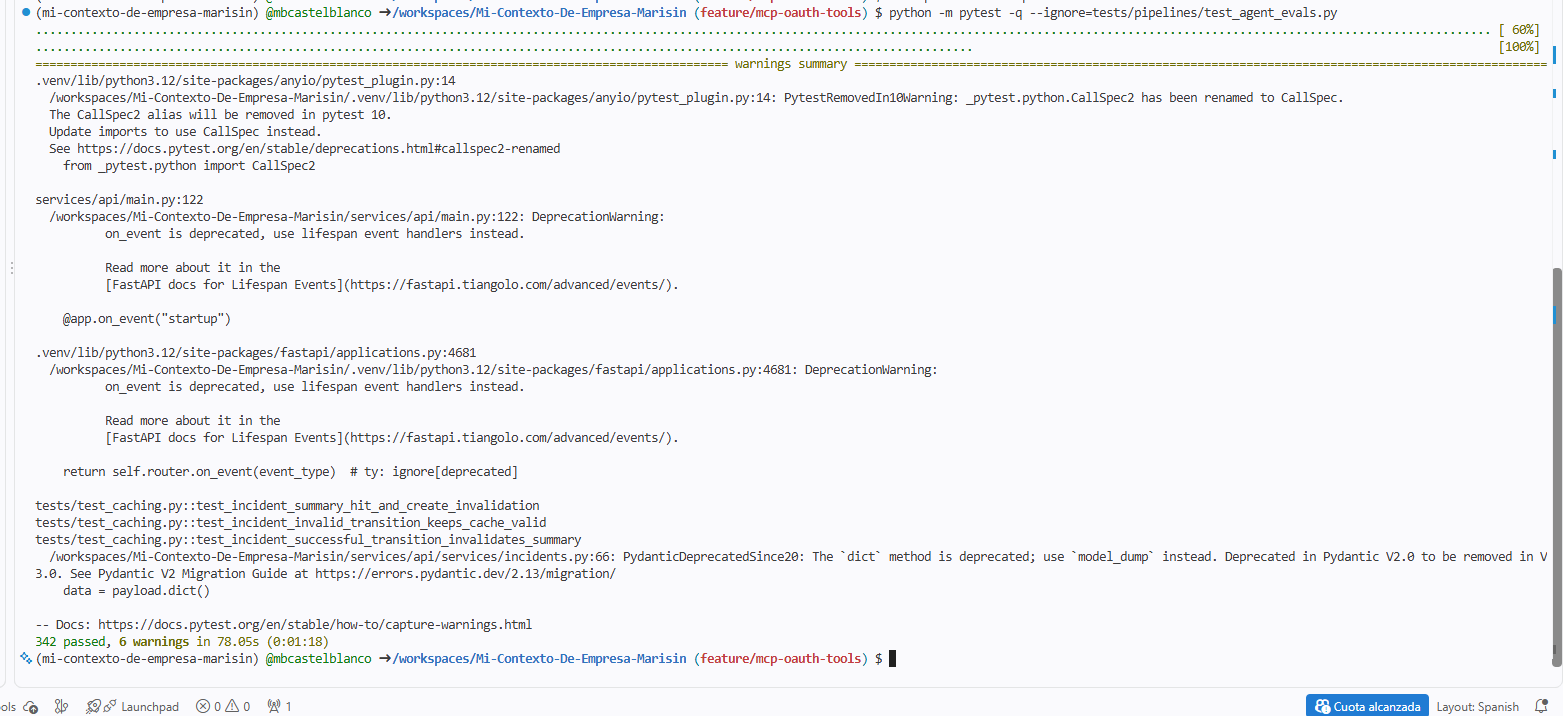 (mi-contexto-de-empresa-marisin) @mbcastelblanco ➜/workspaces/Mi-Contexto-De-Empresa-Marisin (feature/mcp-oauth-tools) $ python -m pytest -q --ignore=tests/pipelines/test_agent_evals.py
[ 60%]
[100%]
warnings summary
.venv/lib/python3.12/site-packages/anyio/pytest_plugin.py:14
/workspaces/Mi-Contexto-De-Empresa-Marisin/.venv/lib/python3.12/site-packages/anyio/pytest_plugin.py:14: PytestRemovedIn10Warning: _pytest.python.CallSpec2 has been renamed to CallSpec.
The CallSpec2 alias will be removed in pytest 10.
Update imports to use CallSpec instead.
See https://docs.pytest.org/en/stable/deprecations.html#callspec2-renamed
from _pytest.python import CallSpec2
services/api/main.py:122
/workspaces/Mi-Contexto-De-Empresa-Marisin/services/api/main.py:122: DeprecationWarning:
on_event is deprecated, use lifespan event handlers instead.
Read more about it in the
[FastAPI docs for Lifespan Events](https://fastapi.tiangolo.com/advanced/events/).
@app.on_event("startup")
.venv/lib/python3.12/site-packages/fastapi/applications.py:4681
/workspaces/Mi-Contexto-De-Empresa-Marisin/.venv/lib/python3.12/site-packages/fastapi/applications.py:4681: DeprecationWarning:
on_event is deprecated, use lifespan event handlers instead.
Read more about it in the
[FastAPI docs for Lifespan Events](https://fastapi.tiangolo.com/advanced/events/).
return self.router.on_event(event_type)  # ty: ignore[deprecated]
tests/test_caching.py::test_incident_summary_hit_and_create_invalidation
tests/test_caching.py::test_incident_invalid_transition_keeps_cache_valid
tests/test_caching.py::test_incident_successful_transition_invalidates_summary
/workspaces/Mi-Contexto-De-Empresa-Marisin/services/api/services/incidents.py:66: PydanticDeprecatedSince20: The `dict` method is deprecated; use `model_dump` instead. Deprecated in Pydantic V2.0 to be removed in V
3.0. See Pydantic V2 Migration Guide at https://errors.pydantic.dev/2.13/migration/
data = payload.dict()
-- Docs: https://docs.pytest.org/en/stable/how-to/capture-warnings.html
342 passed, 6 warnings in 78.05s (0:01:18)
(mi-contexto-de-empresa-marisin) @mbcastelblanco ➜/workspaces/Mi-Contexto-De-Empresa-Marisin (feature/mcp-oauth-tools) $
ols Launchpad 0 0 1 Cuota alcanzada Layout: Spanish